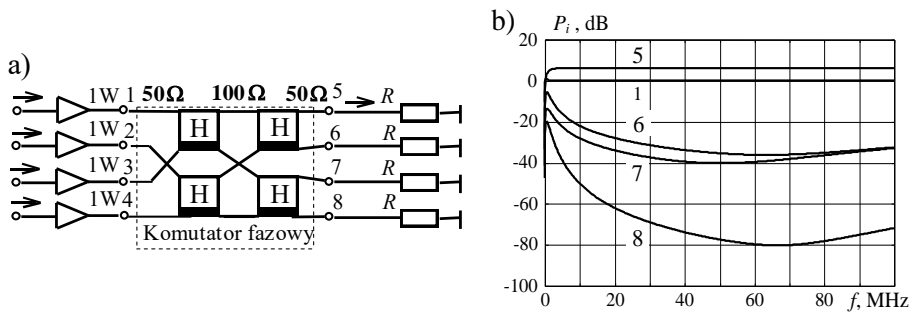 a)
50Ω 100Ω 50Ω
1W 1
1W 2
1W 3
1W 4
H H
H H
5 R
6 R
7 R
8 R
Komutator fazowy
b)
P_i , dB
20
0
-20
-40
-60
-80
-100
5
1
6
7
8
0 20 40 60 80 f, MHz